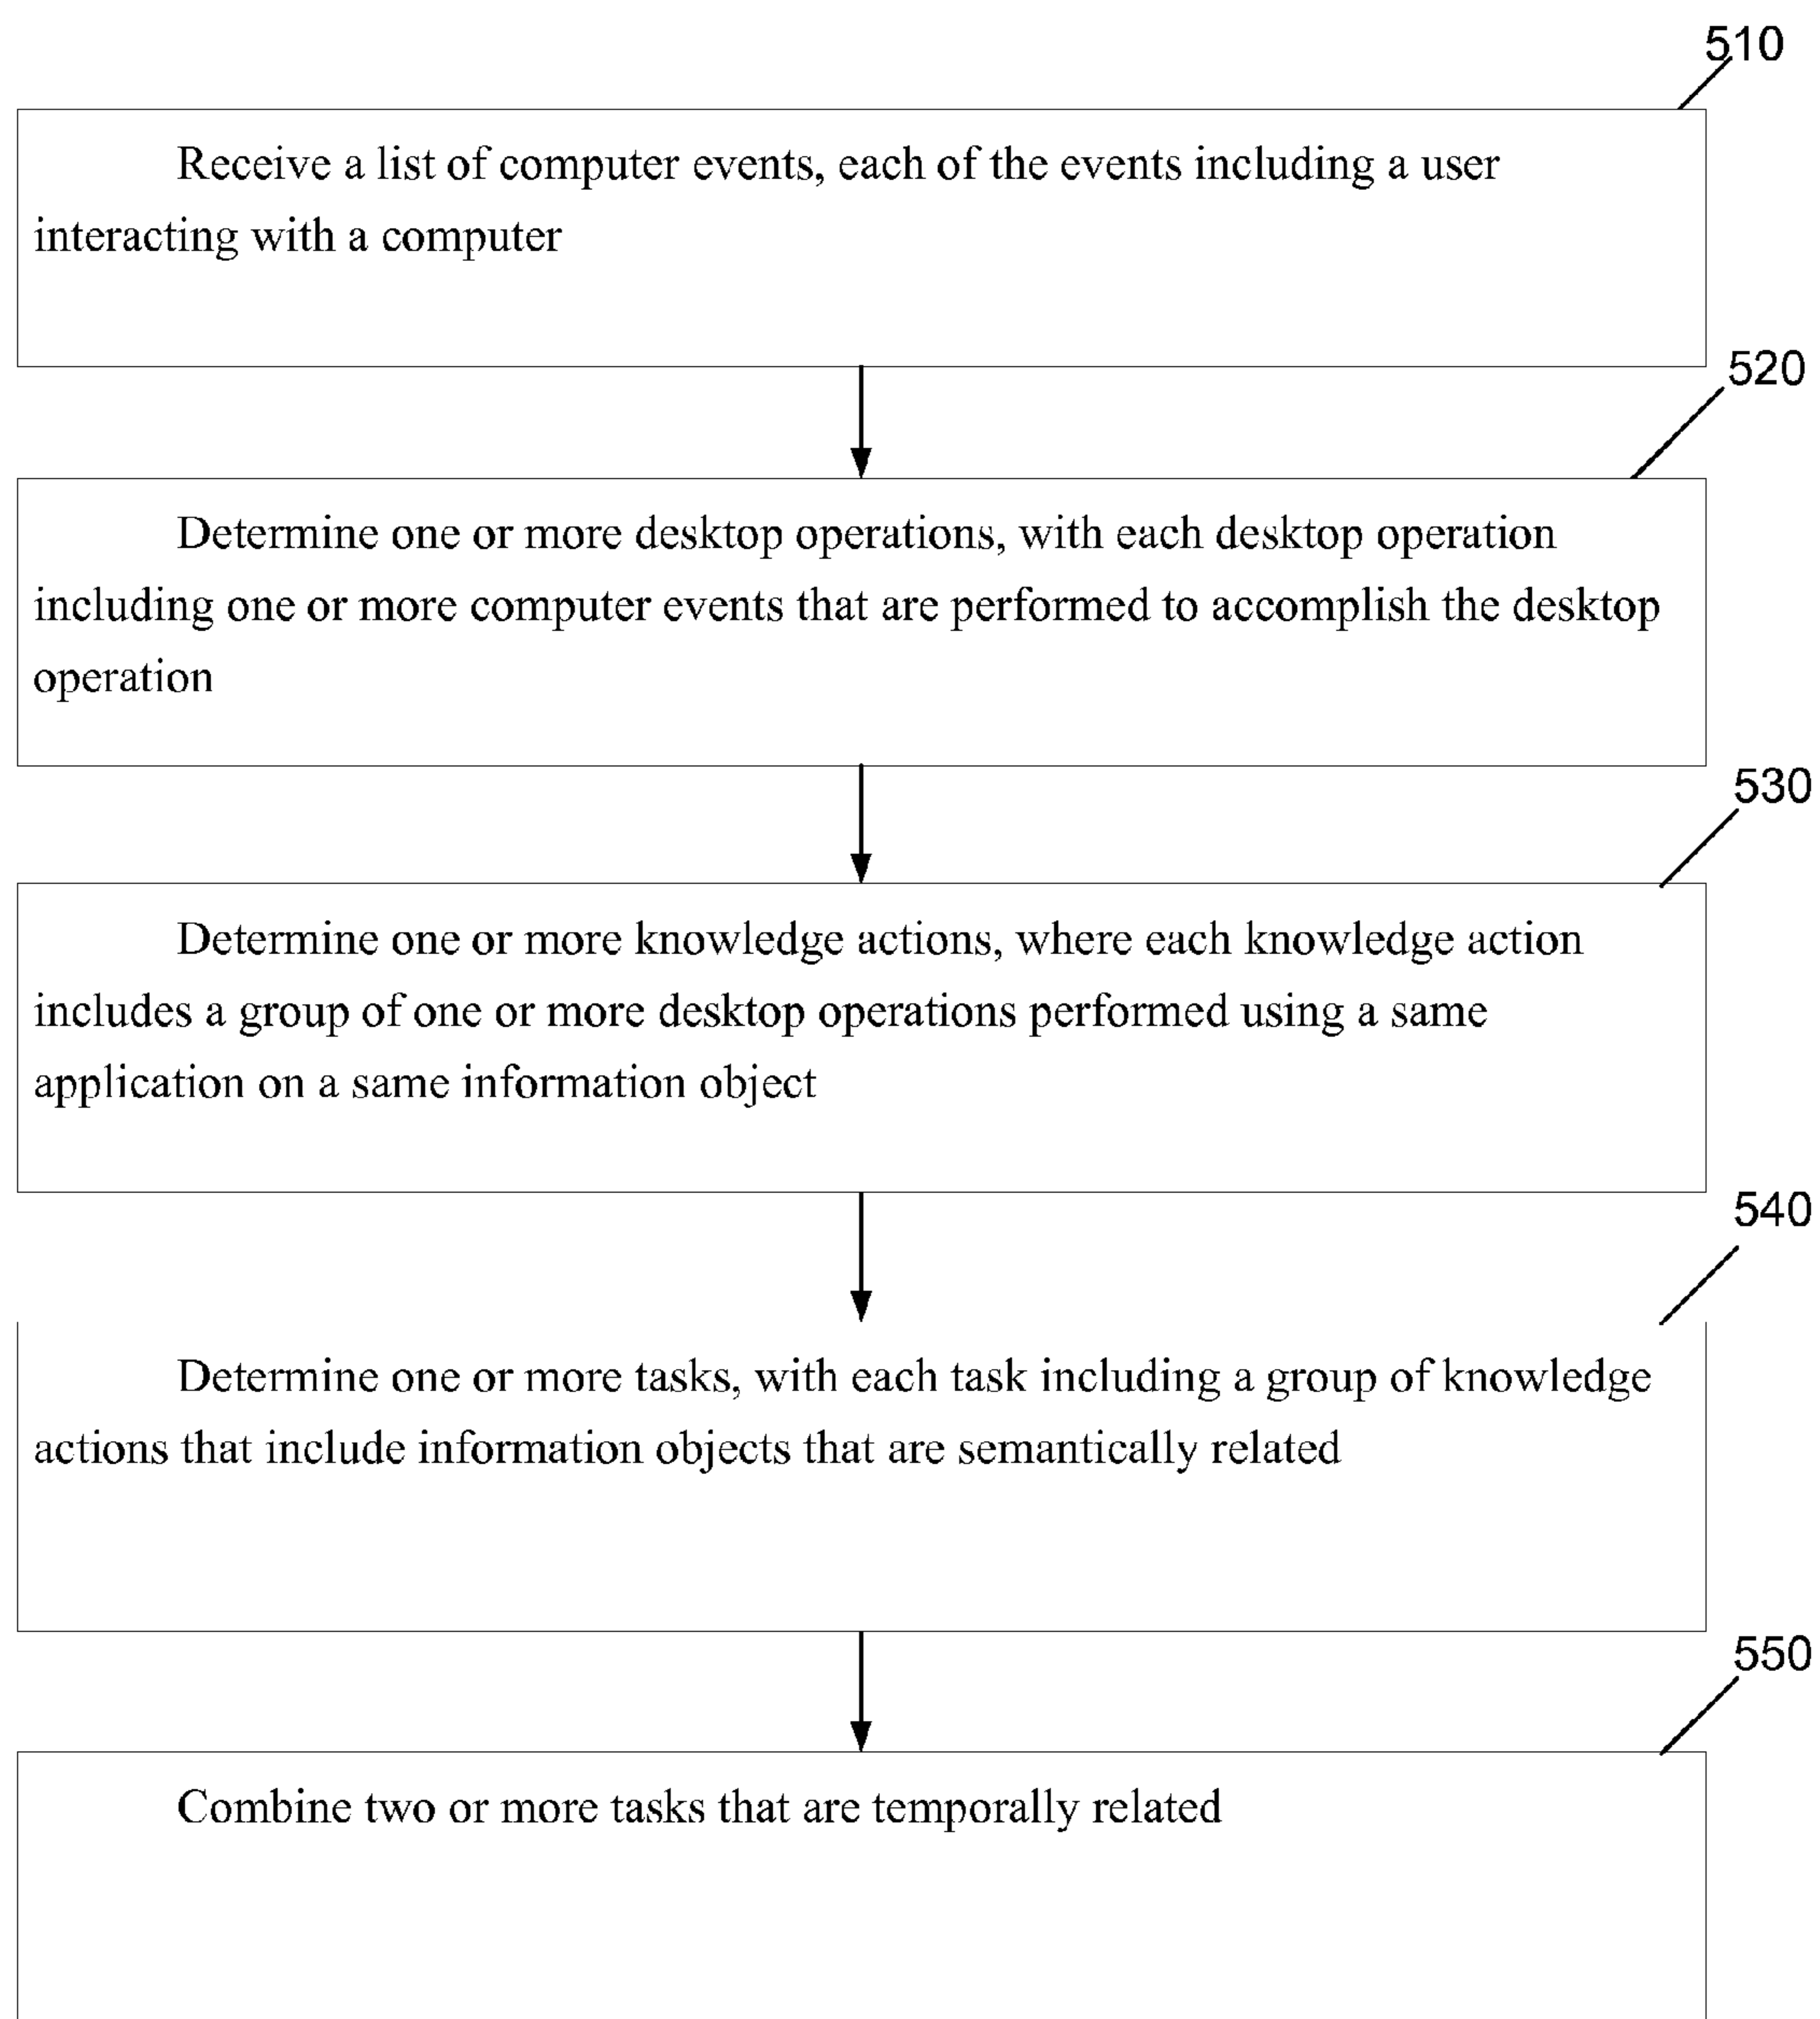 510
Receive a list of computer events, each of the events including a user
interacting with a computer
520
Determine one or more desktop operations, with each desktop operation
including one or more computer events that are performed to accomplish the desktop
operation
530
Determine one or more knowledge actions, where each knowledge action
includes a group of one or more desktop operations performed using a same
application on a same information object
540
Determine one or more tasks, with each task including a group of knowledge
actions that include information objects that are semantically related
550
Combine two or more tasks that are temporally related